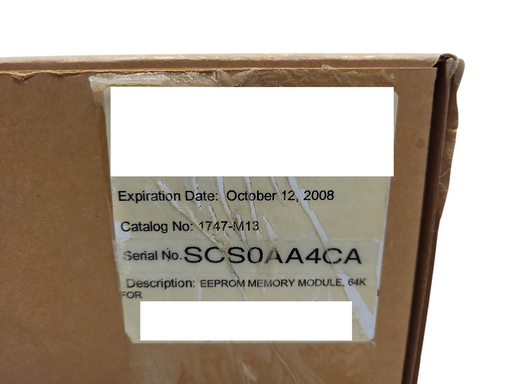 Expiration Date: October 12, 2008
Catalog No: 1747-M13
Serial No. SCS0AA4CA
Description: EEPROM MEMORY MODULE, 64K
FOR